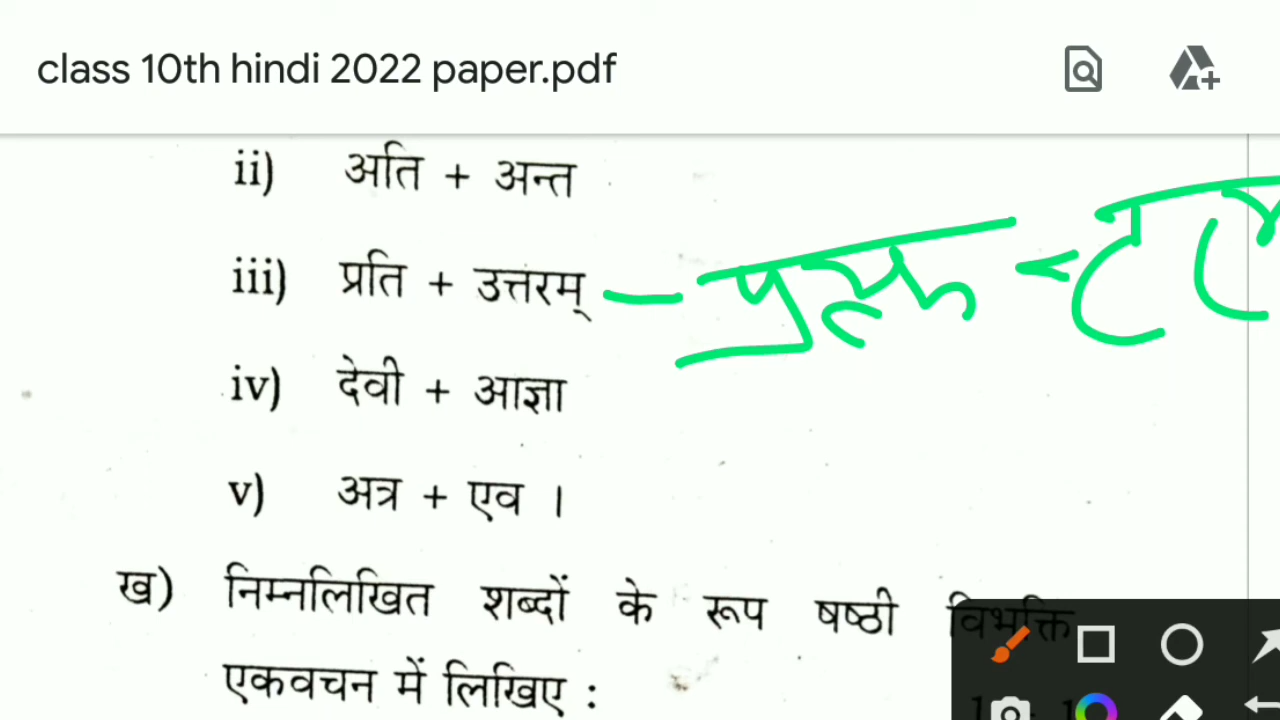 class 10th hindi 2022 paper.pdf
ii) अति + अन्त
iii) प्रति + उत्तरम्
iv) देवी + आज्ञा
v) अत्र + एव ।
ख) निम्नलिखित शब्दों के रूप षष्ठी विभक्ति
एकवचन में लिखिए :